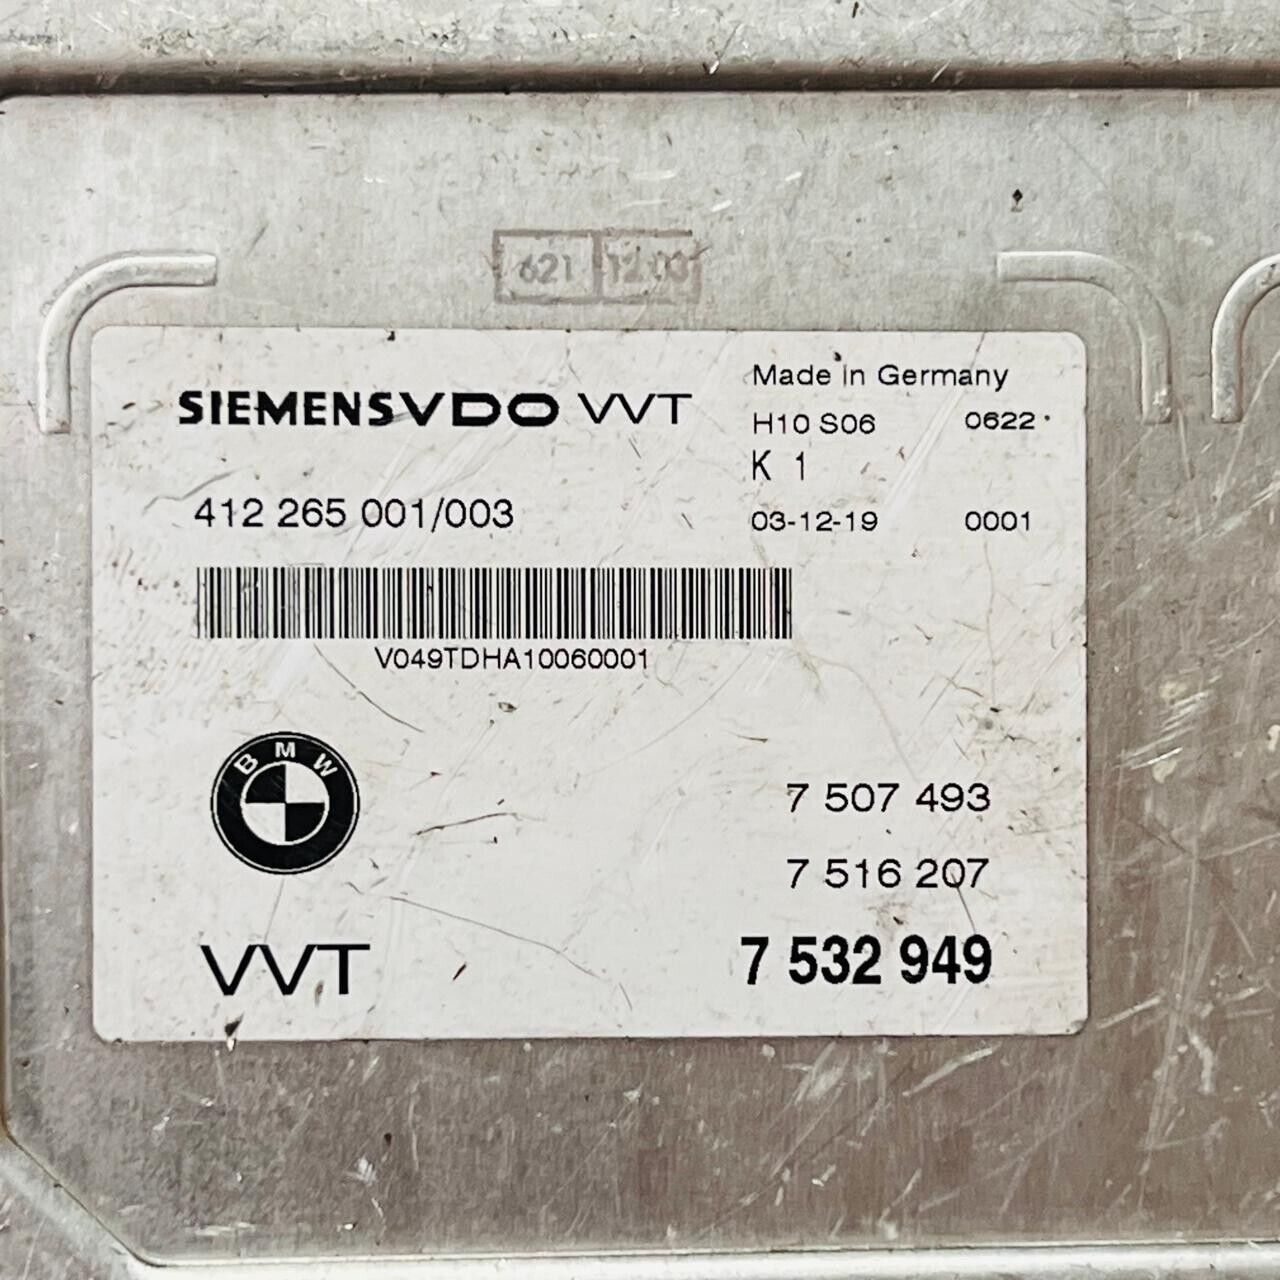 621 12.03
SIEMENS VDO VVT
Made in Germany
H10 S06 0622
K 1
412 265 001/003
03-12-19 0001
V049TDHA10060001
BMW
7 507 493
7 516 207
VVT
7 532 949